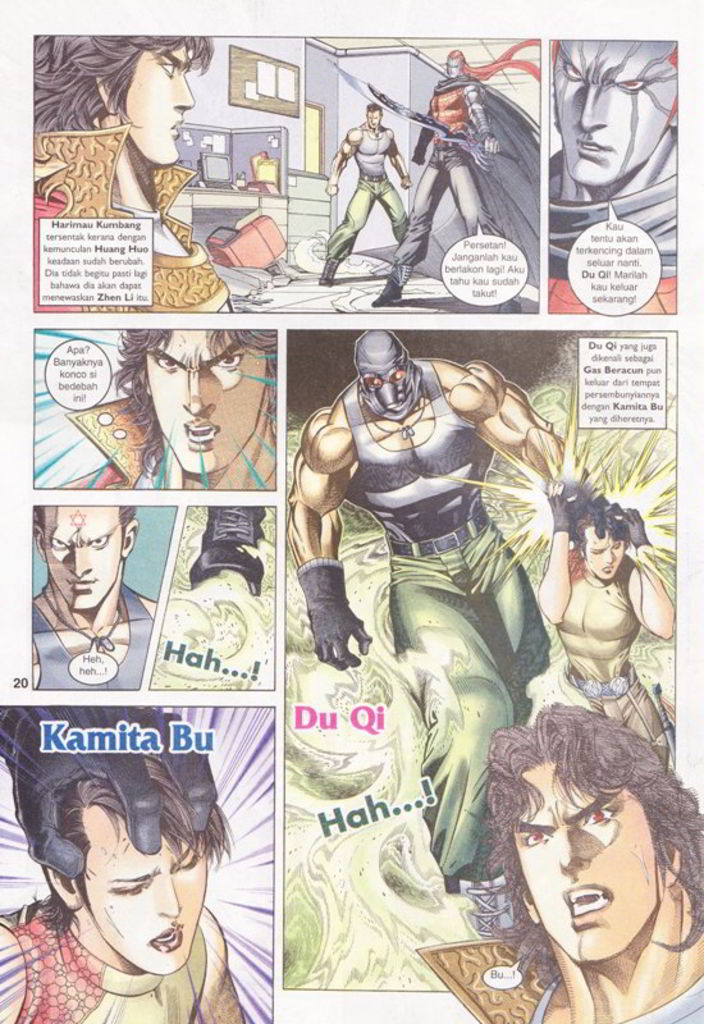 Harimau Kumbang
tersentak kerana dengan
kemunculan Huang Huo
keadaan sudah berubah.
Dia tidak begitu pasti lagi
bahawa dia akan dapat
menewaskan Zhen Li itu.
Persetan!
Janganlah kau
berlakon lagi! Aku
tahu kau sudah
takut!
Kau
tentu akan
terkencing dalam
seluar nanti.
Du Qi! Marilah
kau keluar
sekarang!
Apa?
Banyaknya
konco si
bedebah
ini!
Du Qi yang juga
dikenali sebagai
Gas Beracun pun
keluar dari tempat
persembunyiannya
dengan Kamita Bu
yang diheretnya.
Heh,
heh...!
Hah....!
20
Kamita Bu
Du Qi
Hah....!
Bu...!